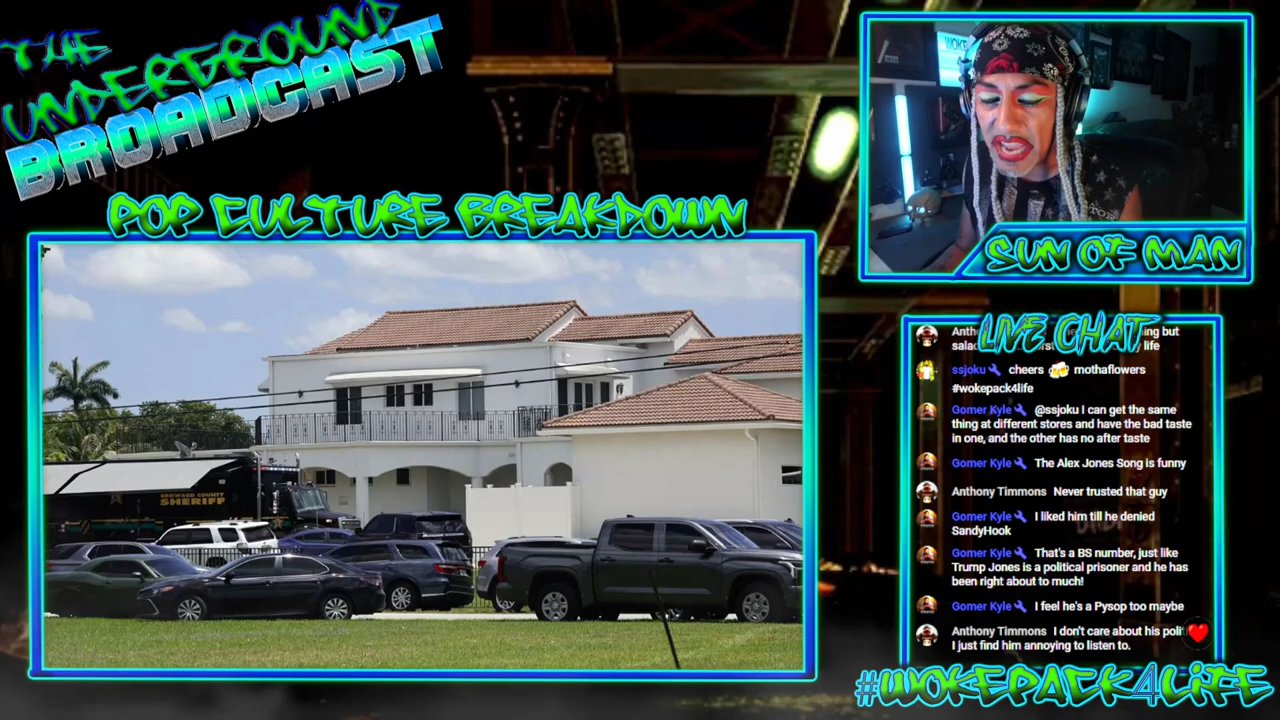 THE
UNDERGROUND
BROADCAST
POP CULTURE BREAKDOWN
BROWARD COUNTY
SHERIFF
WOKE
SUN OF MAN
LIVE CHAT
ing but
life
ssjoku cheers 🍻 mothaflowers
#wokepack4life
Gomer Kyle @ssjoku I can get the same
thing at different stores and have the bad taste
in one, and the other has no after taste
Gomer Kyle The Alex Jones Song is funny
Anthony Timmons Never trusted that guy
Gomer Kyle I liked him till he denied
SandyHook
Gomer Kyle That's a BS number, just like
Trump Jones is a political prisoner and he has
been right about to much!
Gomer Kyle I feel he's a Pysop too maybe
Anthony Timmons I don't care about his poli
I just find him annoying to listen to.
#WOKEPACK4LIFE